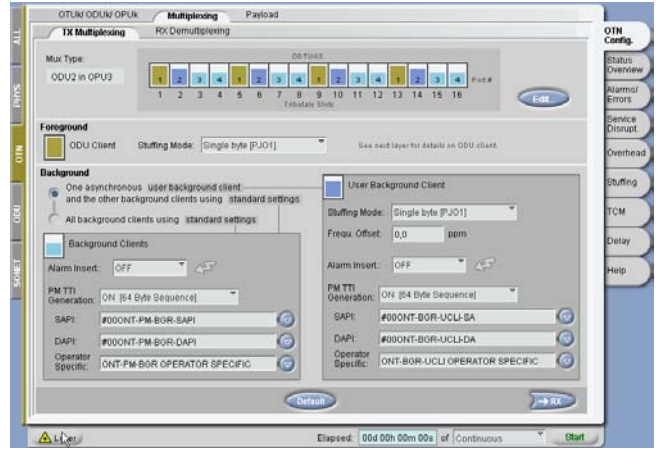 OTUk/ ODUk/ OPUk Multiplexing Payload
TX Multiplexing RX Demultiplexing
Mux Type:
ODU2 in OPU3
ODTU23
1 2 3 4 1 2 3 4 1 2 3 4 1 2 3 4 Port #
1 2 3 4 5 6 7 8 9 10 11 12 13 14 15 16
Tributary Slots
Edit...
Foreground
ODU Client Stuffing Mode: Single byte [PJO1] See next layer for details on ODU client.
Background
One asynchronous user background client
and the other background clients using standard settings
All background clients using standard settings
Background Clients
Alarm Insert.: OFF
PM TTI
Generation: ON [64 Byte Sequence]
SAPI: #00ONT-PM-BGR-SAPI
DAPI: #00ONT-PM-BGR-DAPI
Operator
Specific: ONT-PM-BGR OPERATOR SPECIFIC
User Background Client
Stuffing Mode: Single byte [PJO1]
Frequ. Offset: 0,0 ppm
Alarm Insert.: OFF
PM TTI
Generation: ON [64 Byte Sequence]
SAPI: #00ONT-BGR-UCLI-SA
DAPI: #00ONT-BGR-UCLI-DA
Operator
Specific: ONT-BGR-UCLI OPERATOR SPECIFIC
Default
RX
Elapsed: 00d 00h 00m 00s of Continuous Start
ALL
PHYS
OTN
ODU
SONET
OTN
Config.
Status
Overview
Alarms/
Errors
Service
Disrupt.
Overhead
Stuffing
TCM
Delay
Help